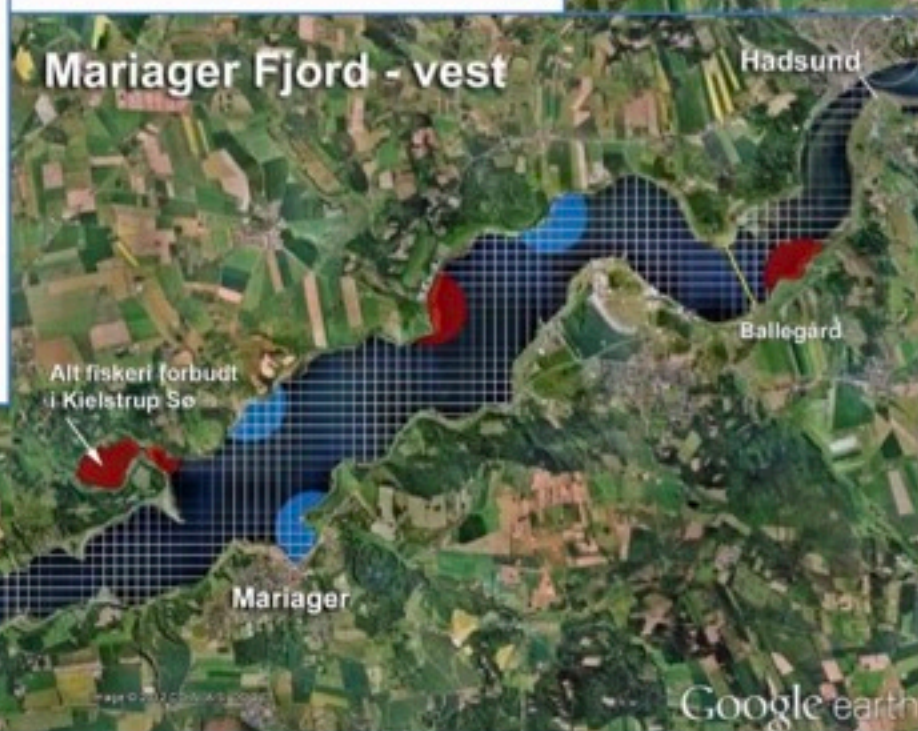 Mariager Fjord - vest
Hadsund
Ballegård
Alt fiskeri forbudt
i Kielstrup Sø
Mariager
Google earth